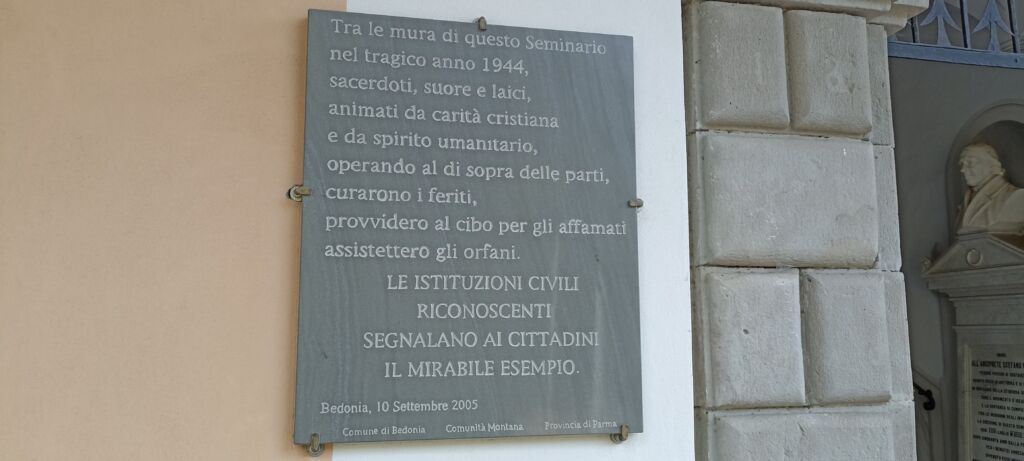 Tra le mura di questo Seminario
nel tragico anno 1944,
sacerdoti, suore e laici,
animati da carità cristiana
e da spirito umanitario,
operando al di sopra delle parti,
curarono i feriti,
provvidero al cibo per gli affamati
assistettero gli orfani.
LE ISTITUZIONI CIVILI
RICONOSCENTI
SEGNALANO AI CITTADINI
IL MIRABILE ESEMPIO.
Bedonia, 10 Settembre 2005
Comune di Bedonia Comunità Montana Provincia di Parma
ALL'ARCIPRETE STEFANO